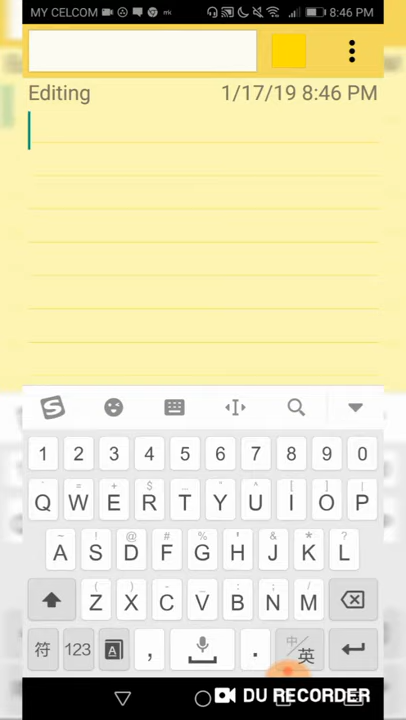 MY CELCOM 8:46 PM
Editing 1/17/19 8:46 PM
1 2 3 4 5 6 7 8 9 0
~ = + $ ^ [ ] |
Q W E R T Y U I O P
~ ! @ # % ' & * ?
A S D F G H J K L
( ) - _ : ; /
Z X C V B N M
符 123 A , . 中/英
DU RECORDER